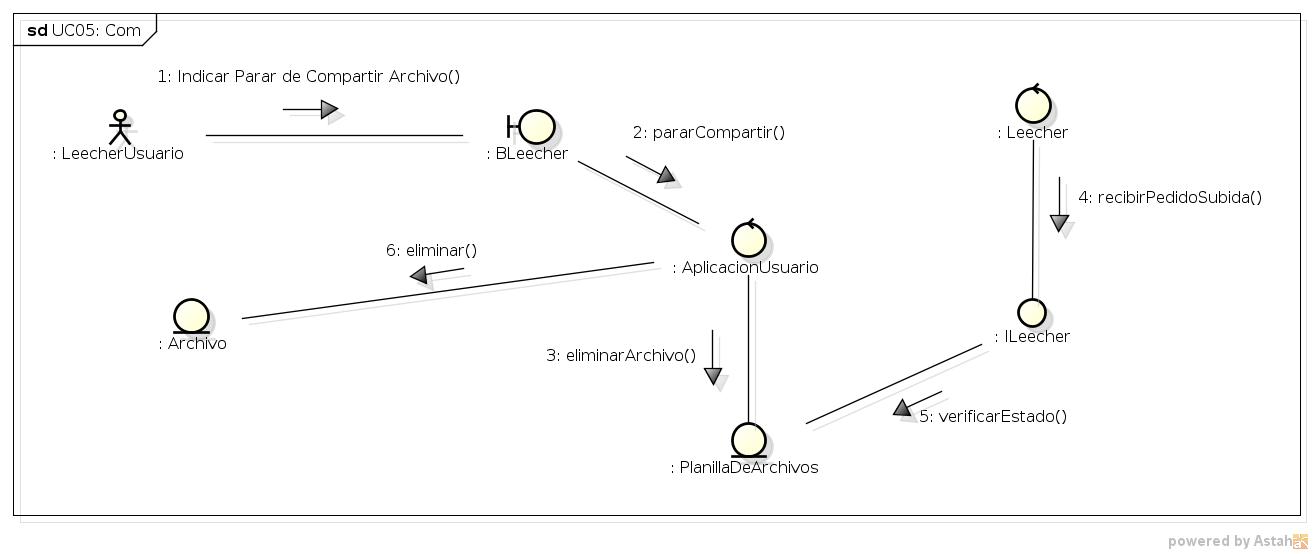 sd UC05: Com
1: Indicar Parar de Compartir Archivo()
: LeecherUsuario
: BLeecher
2: pararCompartir()
: Leecher
4: recibirPedidoSubida()
6: eliminar()
: AplicacionUsuario
: Archivo
3: eliminarArchivo()
: ILeecher
5: verificarEstado()
: PlanillaDeArchivos
powered by Astah